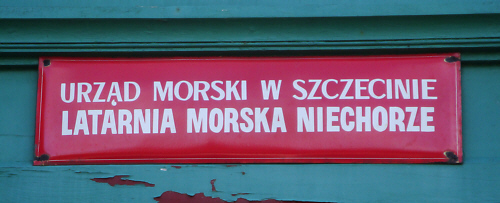 URZĄD MORSKI W SZCZECINIE
LATARNIA MORSKA NIECHORZE